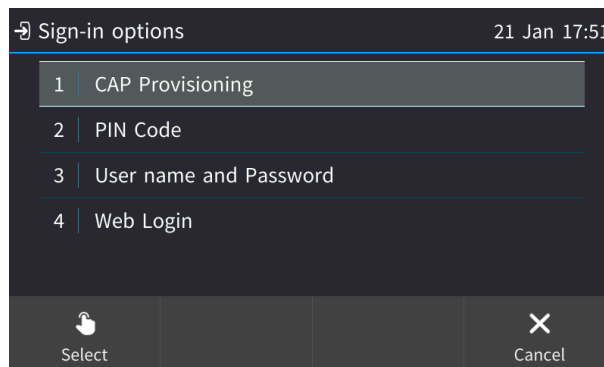 Sign-in options
21 Jan 17:51
1 CAP Provisioning
2 PIN Code
3 User name and Password
4 Web Login
Select
Cancel